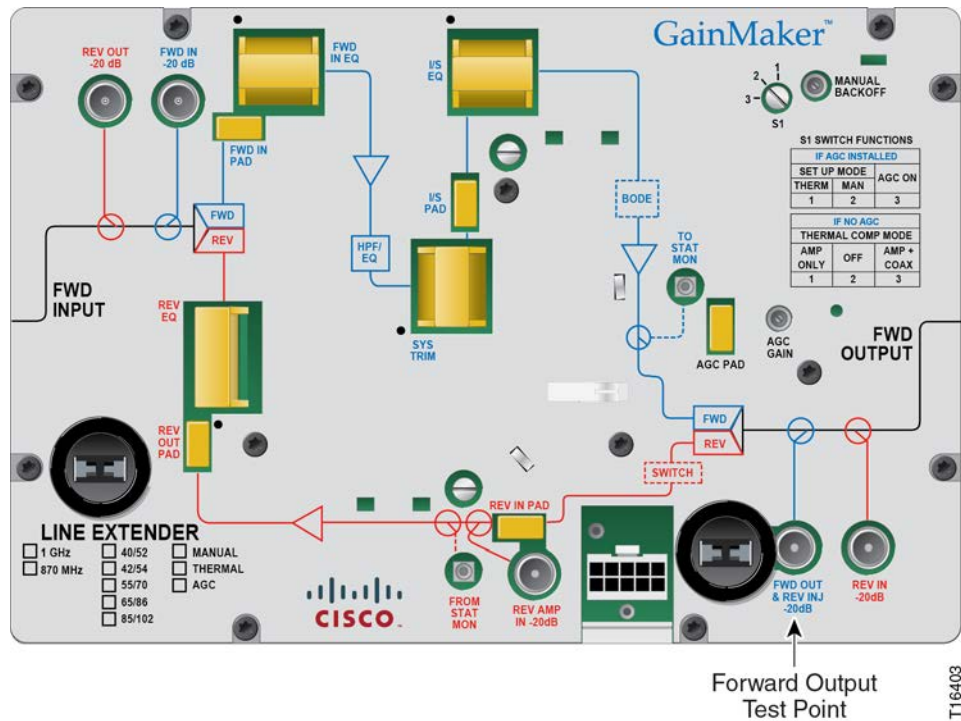 GainMaker™
REV OUT
-20 dB
FWD IN
-20 dB
FWD
IN EQ
I/S
EQ
1
2
3
S1
MANUAL
BACKOFF
FWD IN
PAD
I/S
PAD
BODE
S1 SWITCH FUNCTIONS
IF AGC INSTALLED
SET UP MODE
AGC ON
THERM
MAN
1
2
3
IF NO AGC
THERMAL COMP MODE
AMP
ONLY
OFF
AMP +
COAX
1
2
3
FWD
REV
HPF/
EQ
TO
STAT
MON
FWD
INPUT
REV
EQ
SYS
TRIM
AGC PAD
AGC
GAIN
FWD
OUTPUT
FWD
REV
REV
OUT
PAD
SWITCH
REV IN PAD
LINE EXTENDER
1 GHz
870 MHz
40/52
42/54
55/70
65/86
85/102
MANUAL
THERMAL
AGC
CISCO
FROM
STAT
MON
REV AMP
IN -20dB
FWD OUT
& REV INJ
-20dB
REV IN
-20dB
Forward Output
Test Point
T16403